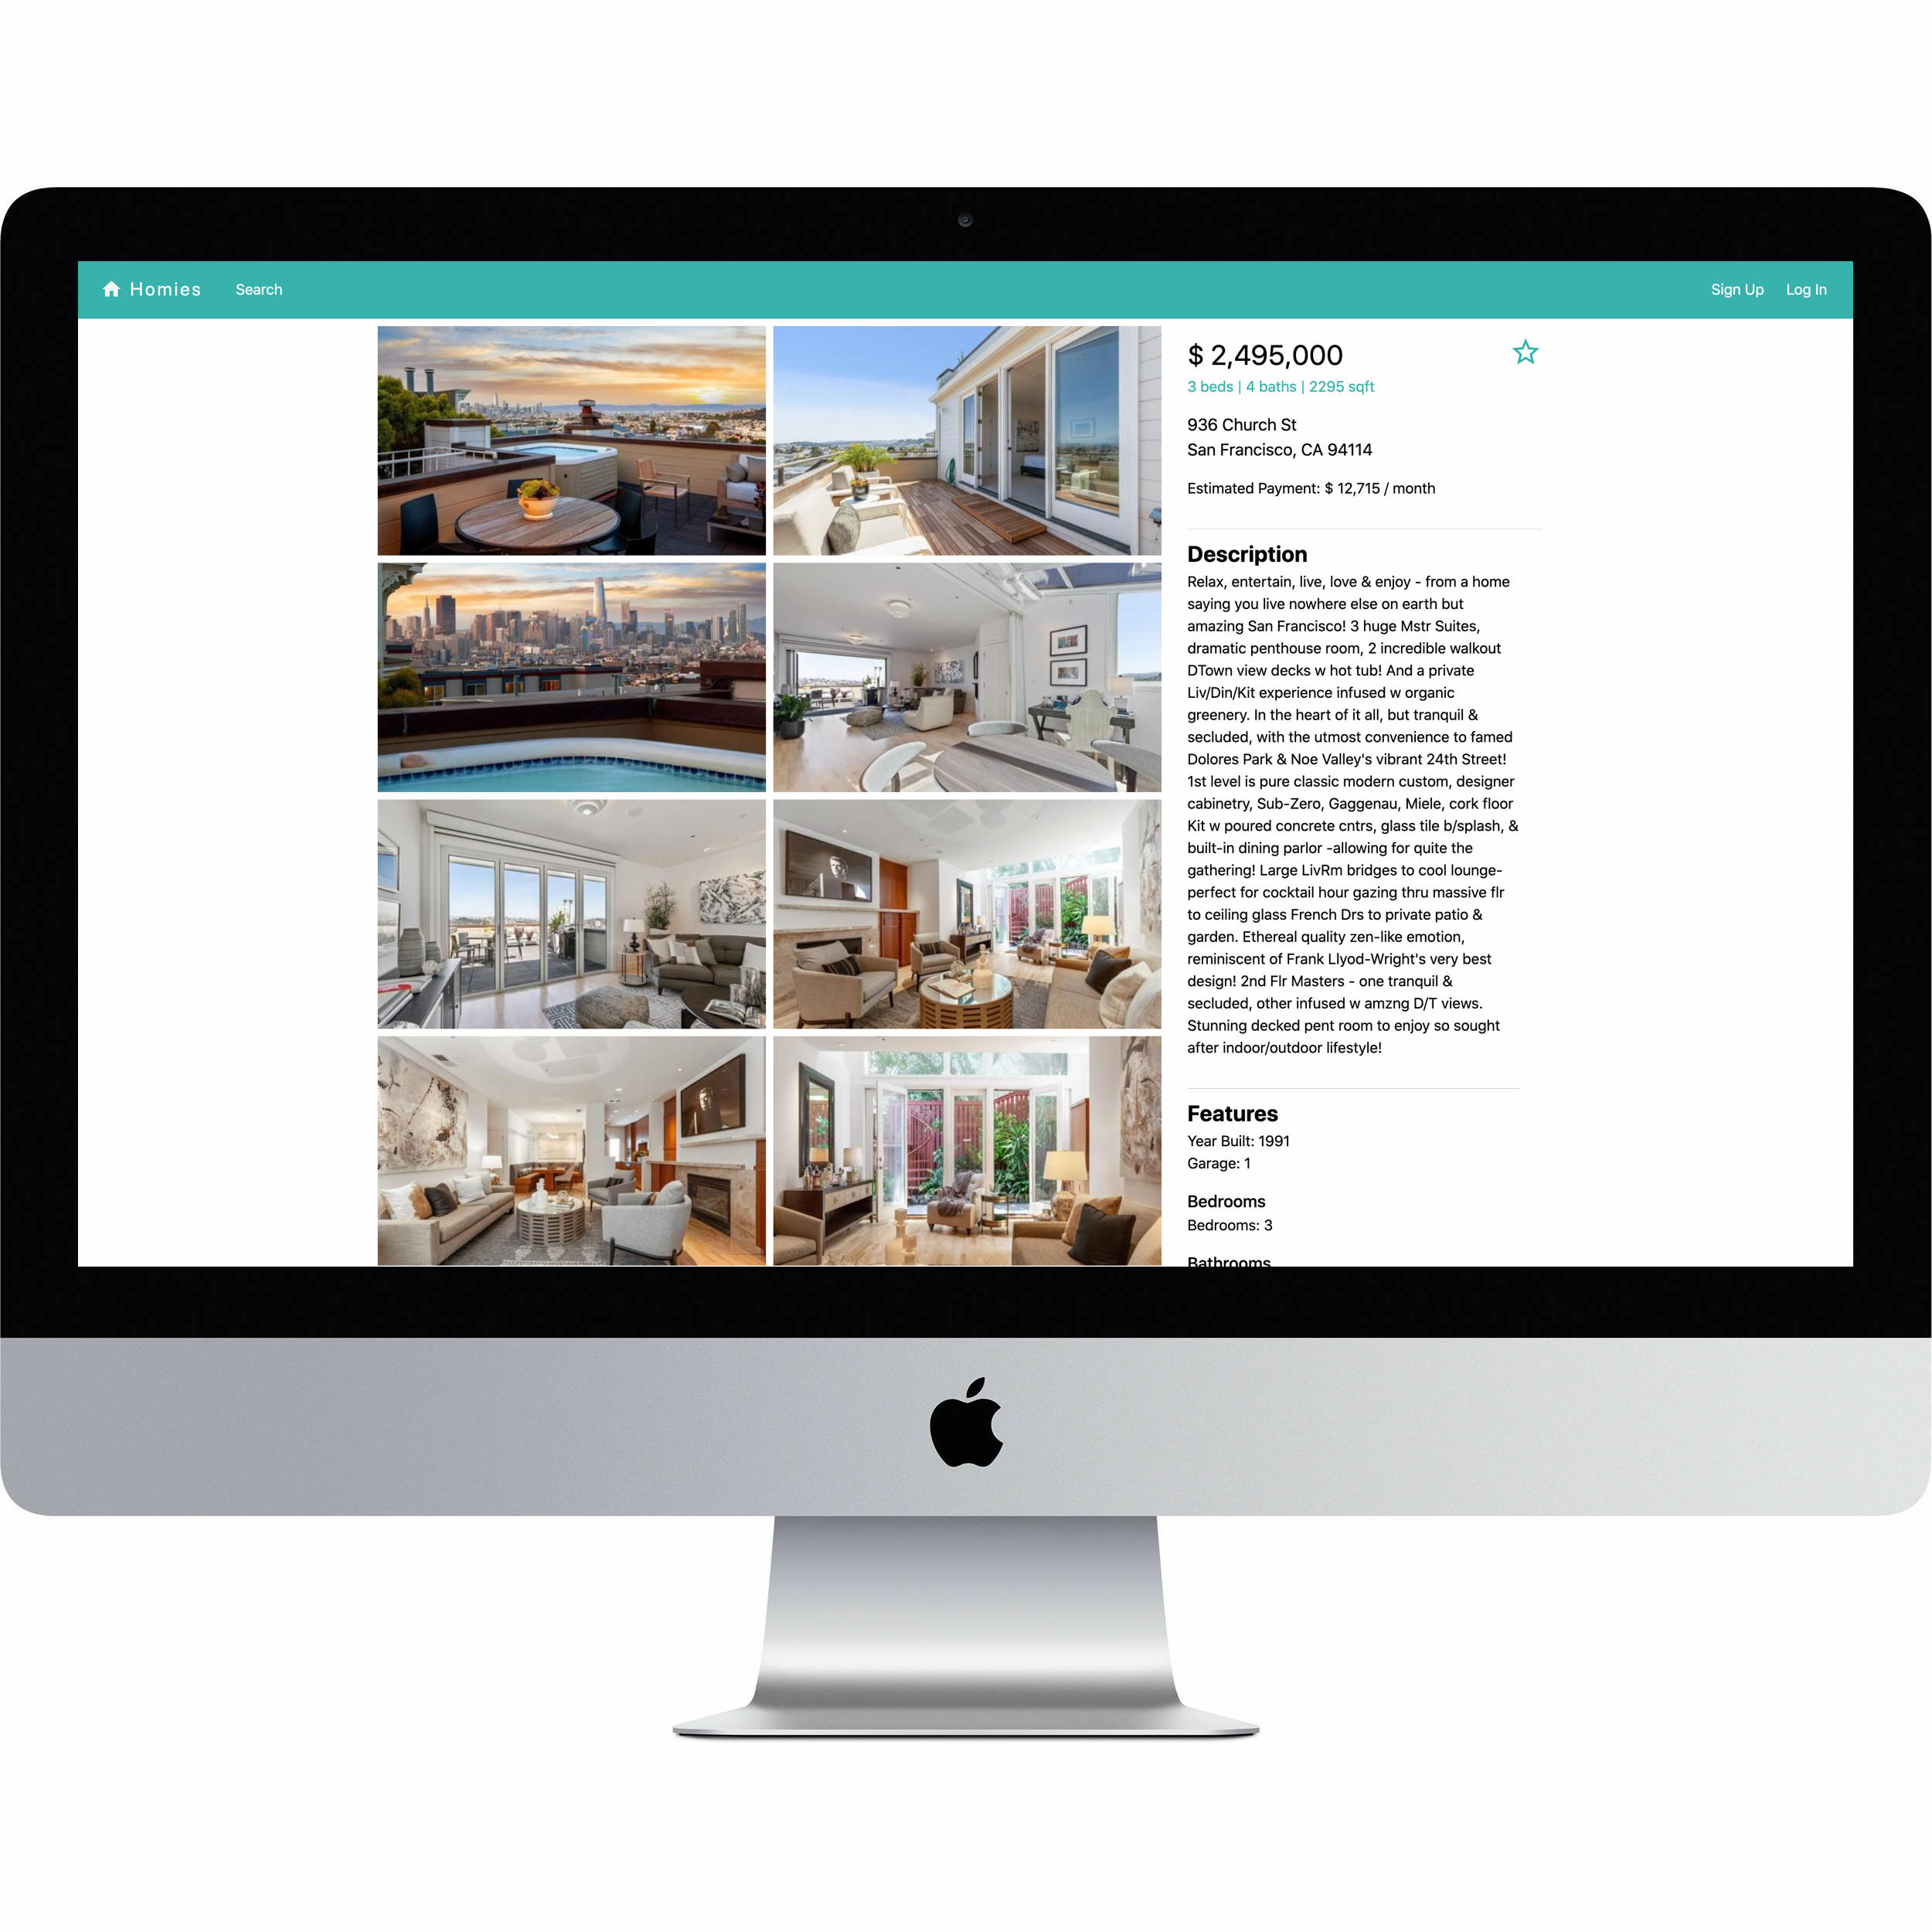 Homies
Search
Sign Up
Log In
$ 2,495,000
3 beds | 4 baths | 2295 sqft
936 Church St
San Francisco, CA 94114
Estimated Payment: $ 12,715 / month
Description
Relax, entertain, live, love & enjoy - from a home
saying you live nowhere else on earth but
amazing San Francisco! 3 huge Mstr Suites,
dramatic penthouse room, 2 incredible walkout
DTown view decks w hot tub! And a private
Liv/Din/Kit experience infused w organic
greenery. In the heart of it all, but tranquil &
secluded, with the utmost convenience to famed
Dolores Park & Noe Valley's vibrant 24th Street!
1st level is pure classic modern custom, designer
cabinetry, Sub-Zero, Gaggenau, Miele, cork floor
Kit w poured concrete cntrs, glass tile b/splash, &
built-in dining parlor -allowing for quite the
gathering! Large LivRm bridges to cool lounge-
perfect for cocktail hour gazing thru massive flr
to ceiling glass French Drs to private patio &
garden. Ethereal quality zen-like emotion,
reminiscent of Frank Llyod-Wright's very best
design! 2nd Flr Masters - one tranquil &
secluded, other infused w amzng D/T views.
Stunning decked pent room to enjoy so sought
after indoor/outdoor lifestyle!
Features
Year Built: 1991
Garage: 1
Bedrooms
Bedrooms: 3
Bathrooms